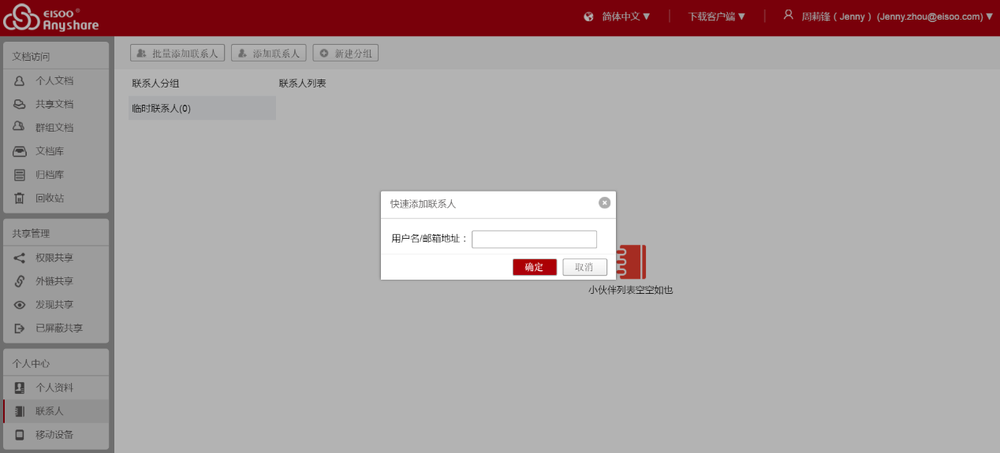 EISOO®
Anyshare
简体中文▼
下载客户端▼
周莉锋（Jenny）(Jenny.zhou@eisoo.com)▼
文档访问
个人文档
共享文档
群组文档
文档库
归档库
回收站
共享管理
权限共享
外链共享
发现共享
已屏蔽共享
个人中心
个人资料
联系人
移动设备
批量添加联系人
添加联系人
新建分组
联系人分组
联系人列表
临时联系人(0)
快速添加联系人
用户名/邮箱地址：
确定
取消
小伙伴列表空空如也